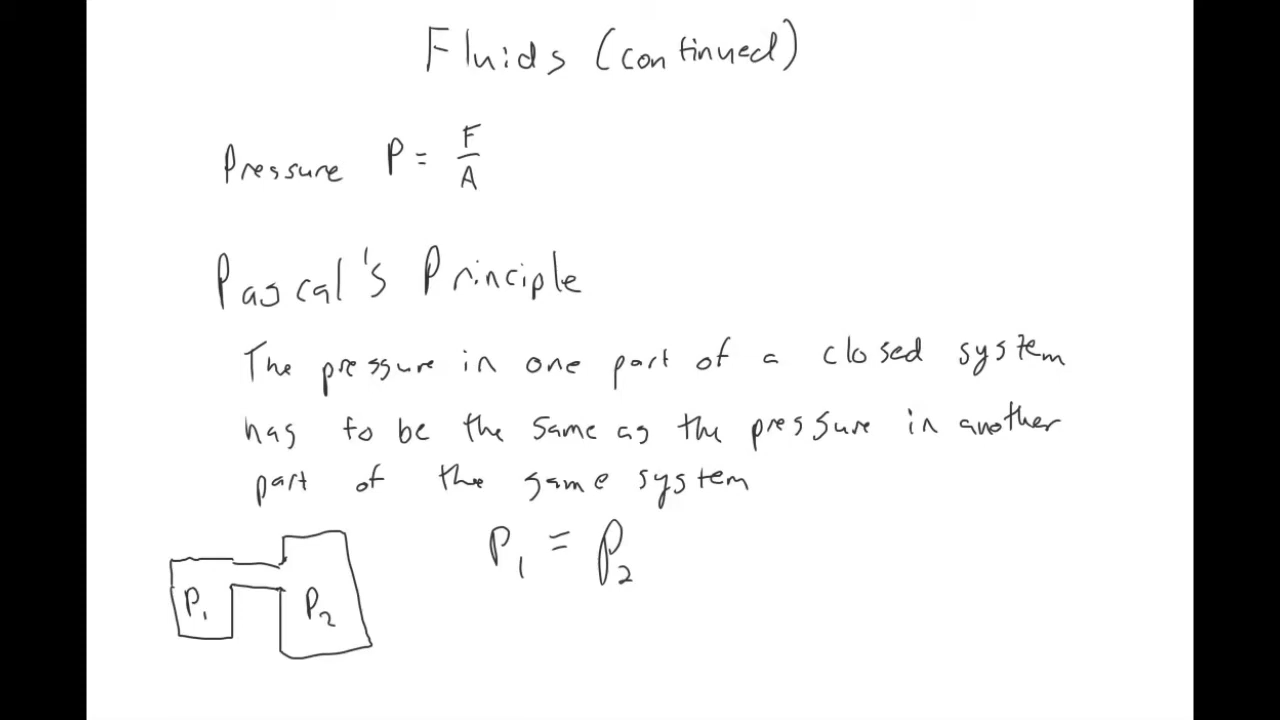 Fluids (continued)
Pressure P = F/A
Pascal's Principle
The pressure in one part of a closed system
has to be the same as the pressure in another
part of the same system
P₁ = P₂
P₁ P₂